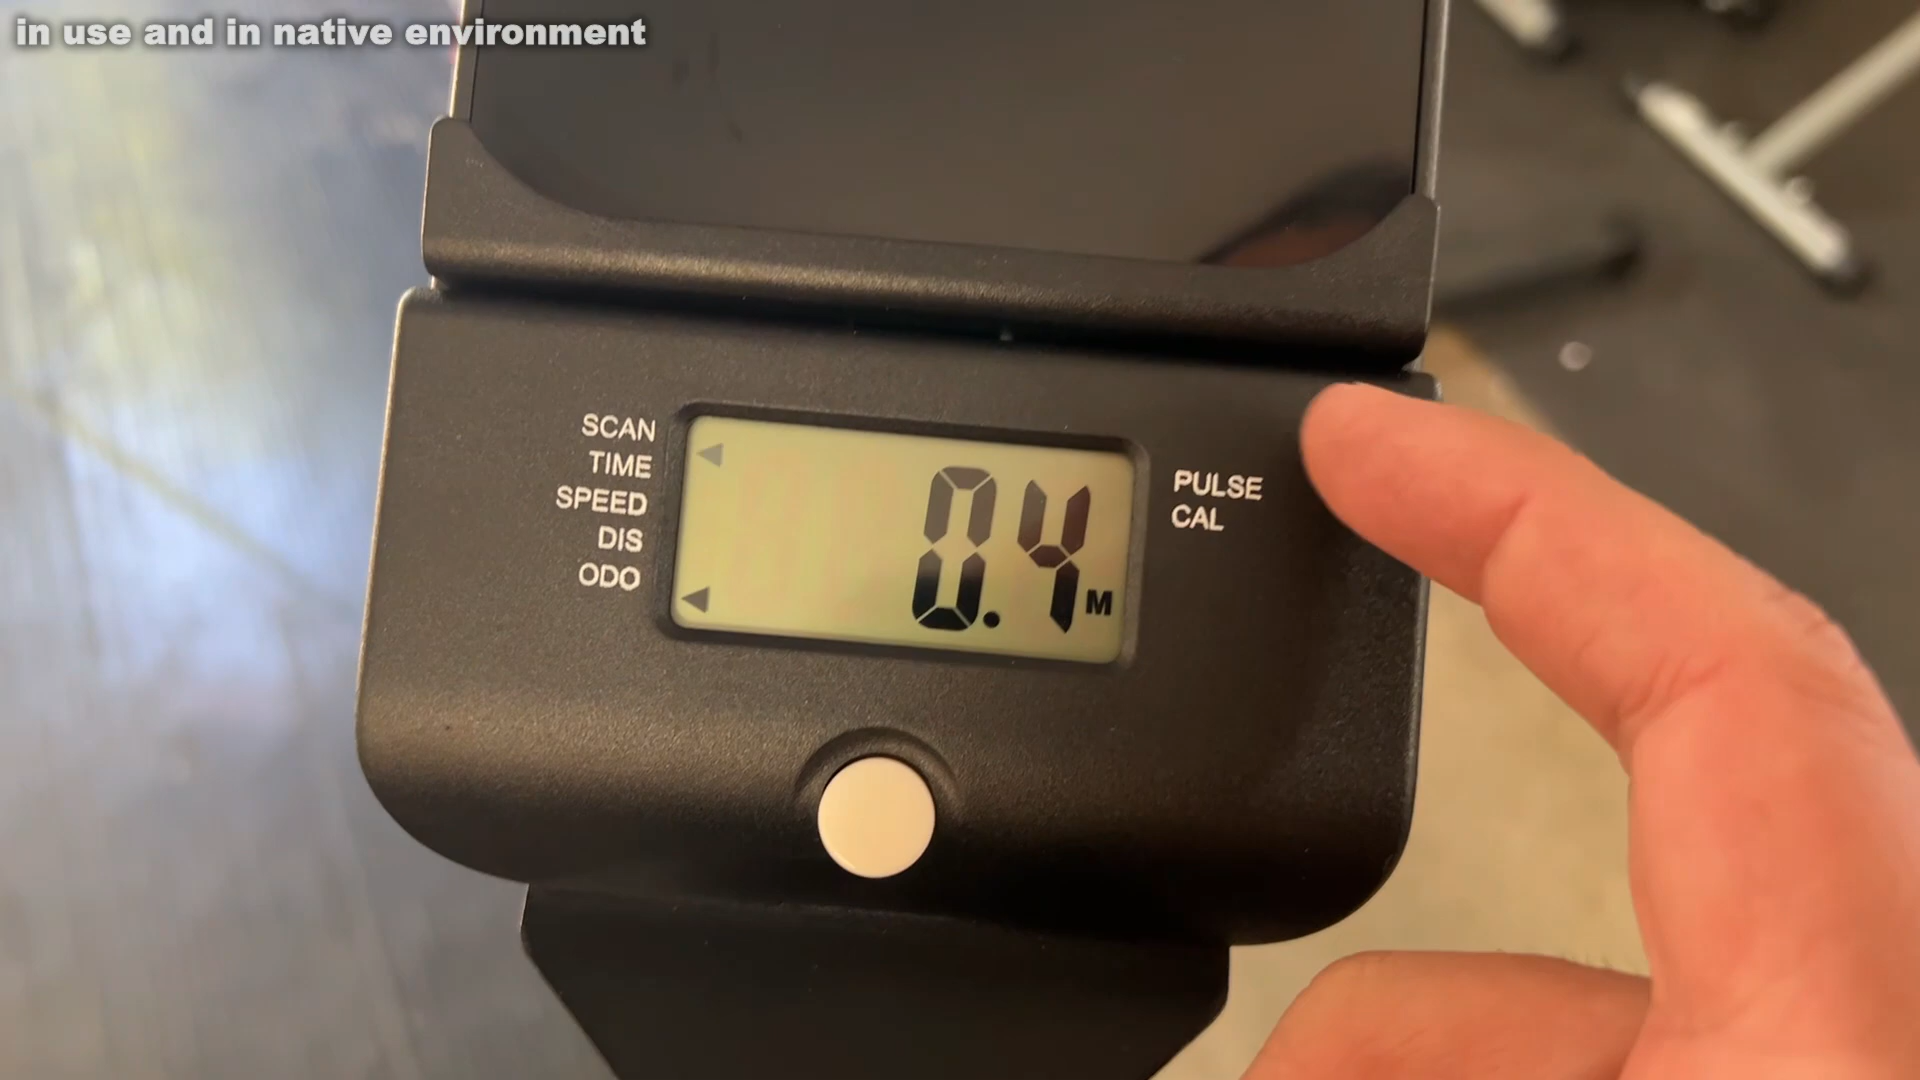 in use and in native environment
SCAN
TIME
SPEED
DIS
ODO
0.4 M
PULSE
CAL